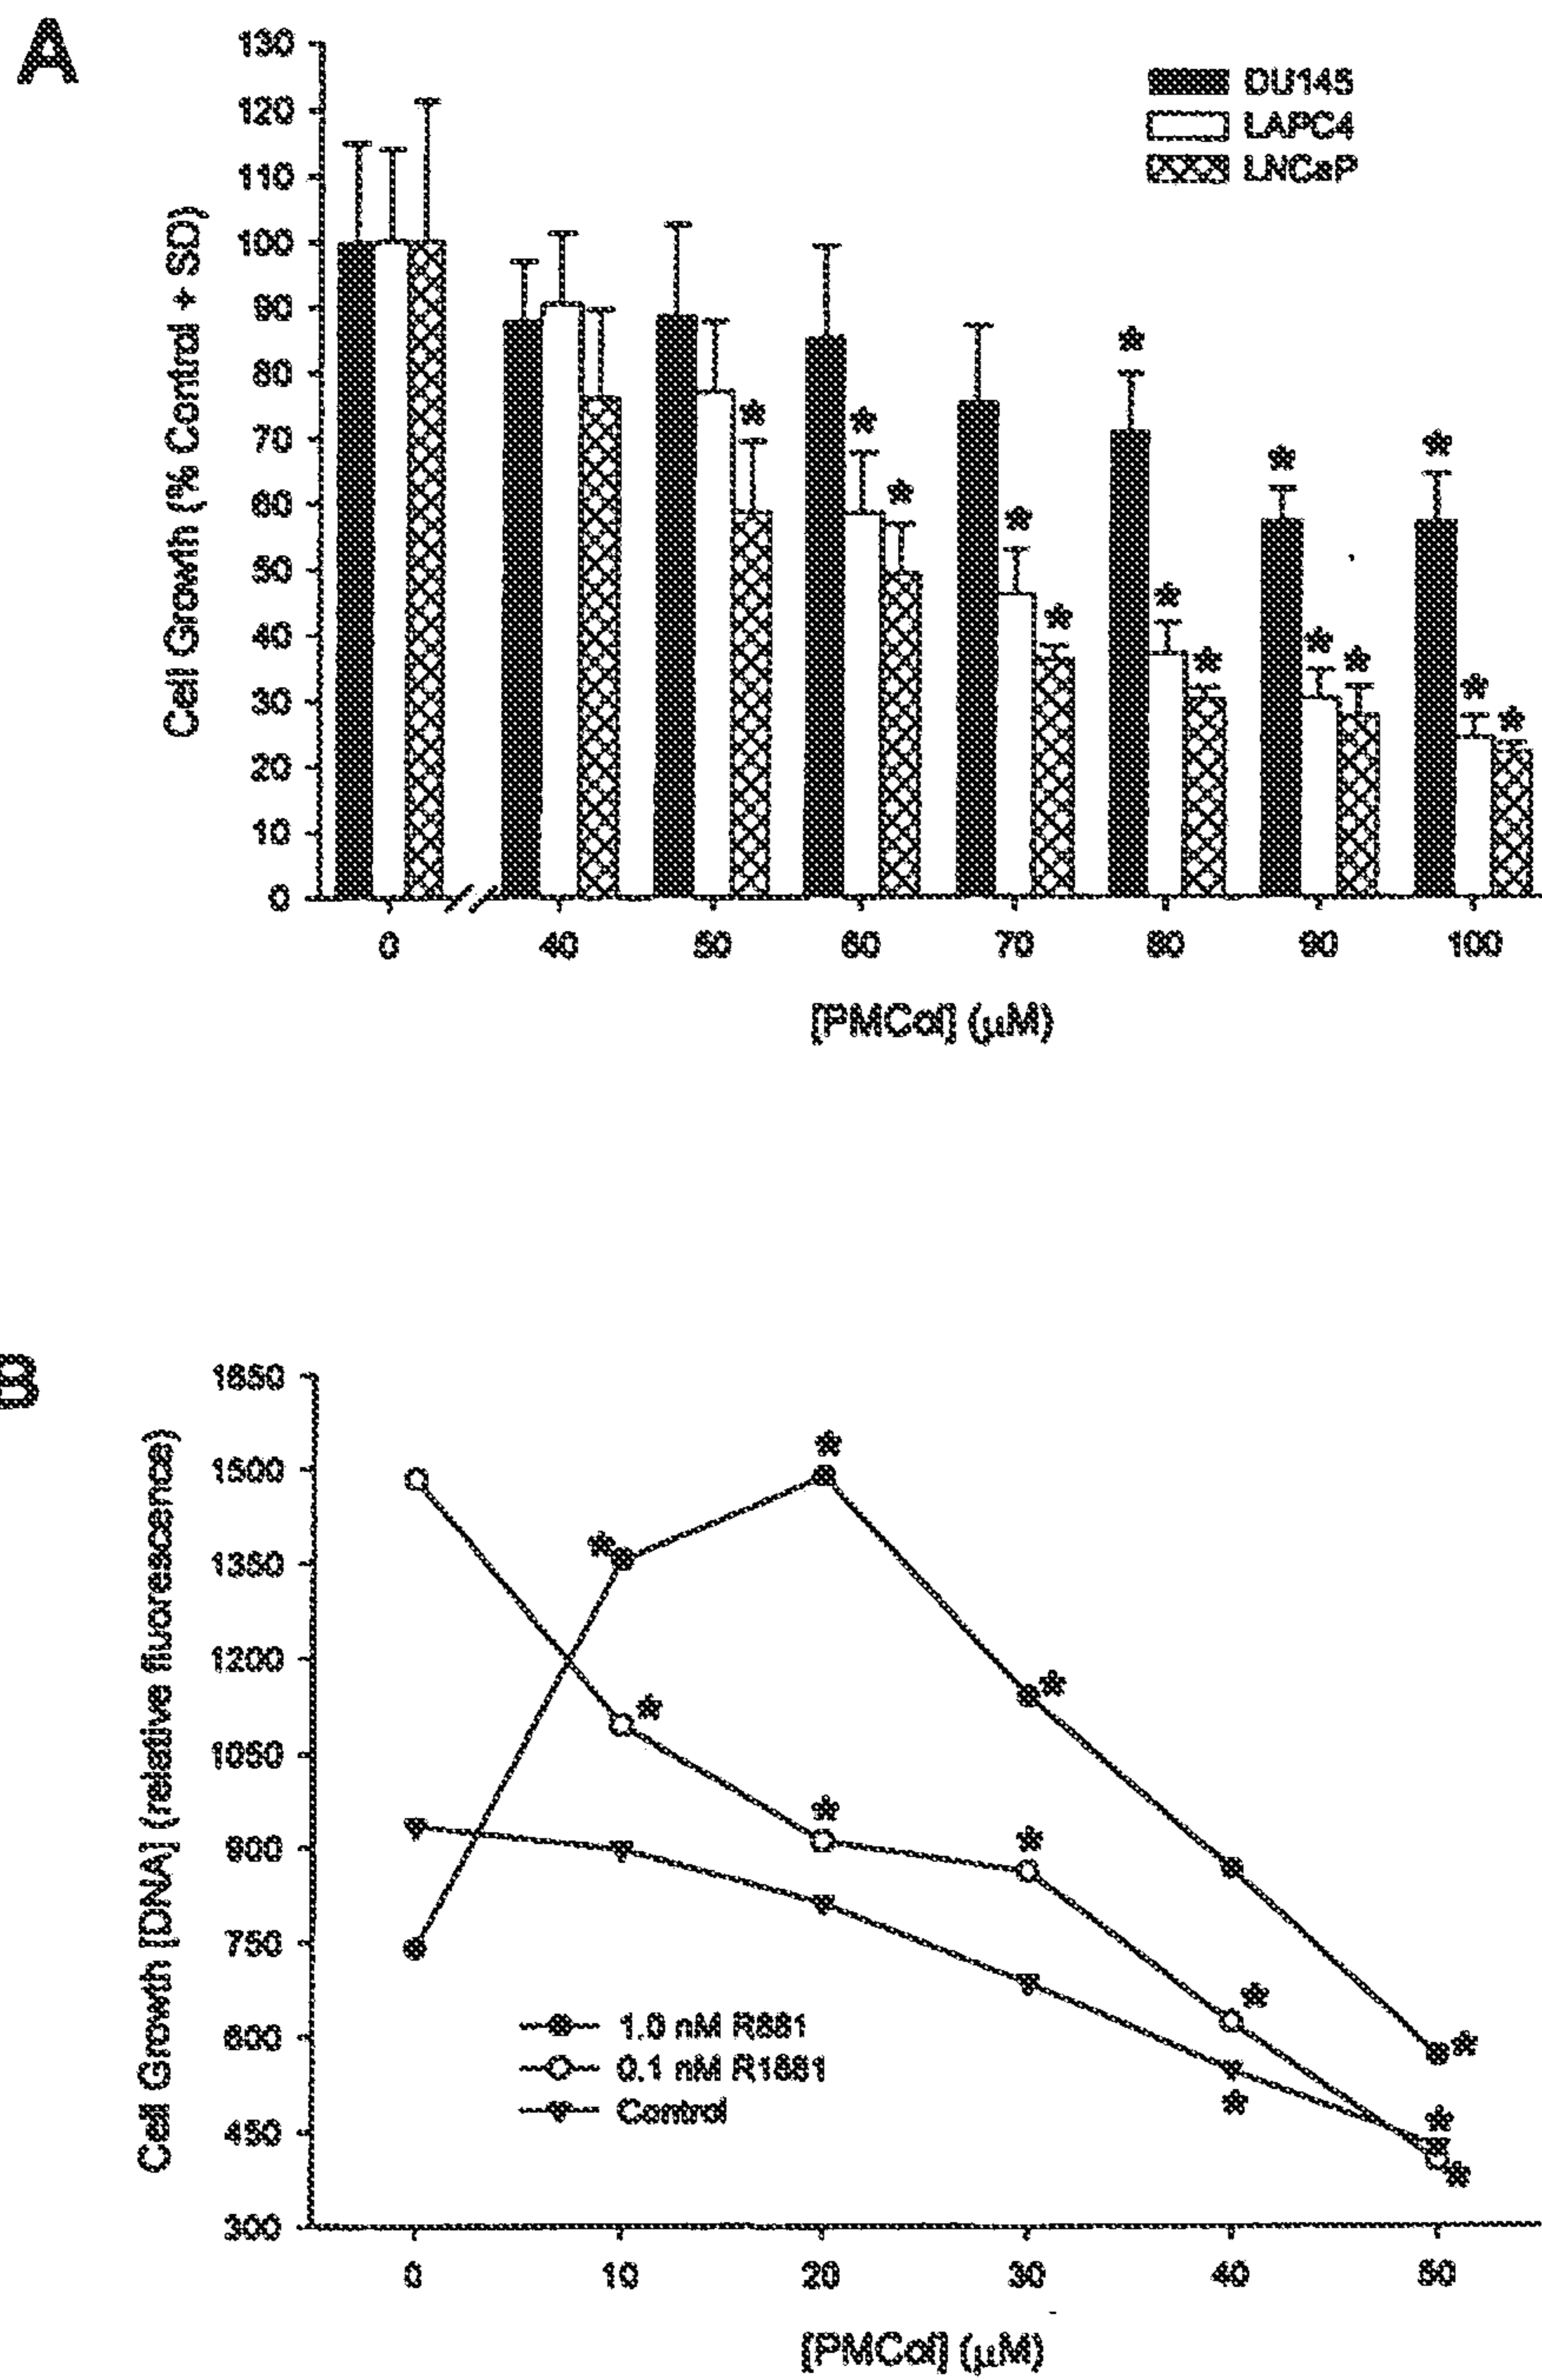 A
130
120
110
100
90
80
70
60
50
40
30
20
10
0
Cell Growth (% Control + SD)
DU145
LAPC4
LNCaP
* * * * * * * * * * * * * * *
0 40 50 60 70 80 90 100
[PMCol] (µM)
B
1650
1500
1350
1200
1050
900
750
600
450
300
Cell Growth [DNA] (relative fluorescence)
* * * * * * * * * * *
1.0 nM R881
0.1 nM R1881
Control
0 10 20 30 40 50
[PMCol] (µM)